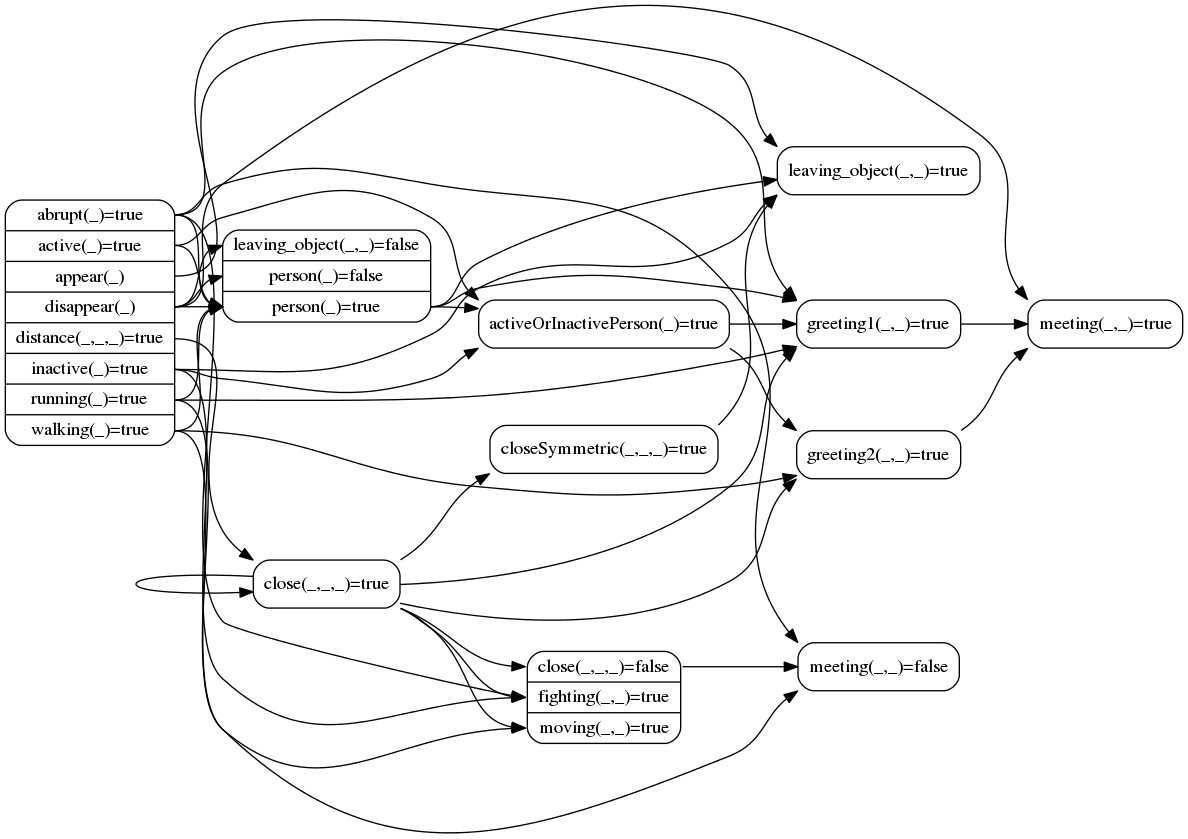 abrupt(_)=true
active(_)=true
appear(_)
disappear(_)
distance(_,_,_)=true
inactive(_)=true
running(_)=true
walking(_)=true
leaving_object(_,_)=false
person(_)=false
person(_)=true
activeOrInactivePerson(_)=true
closeSymmetric(_,_,_)=true
close(_,_,_)=true
close(_,_,_)=false
fighting(_,_)=true
moving(_,_)=true
leaving_object(_,_)=true
greeting1(_,_)=true
greeting2(_,_)=true
meeting(_,_)=false
meeting(_,_)=true